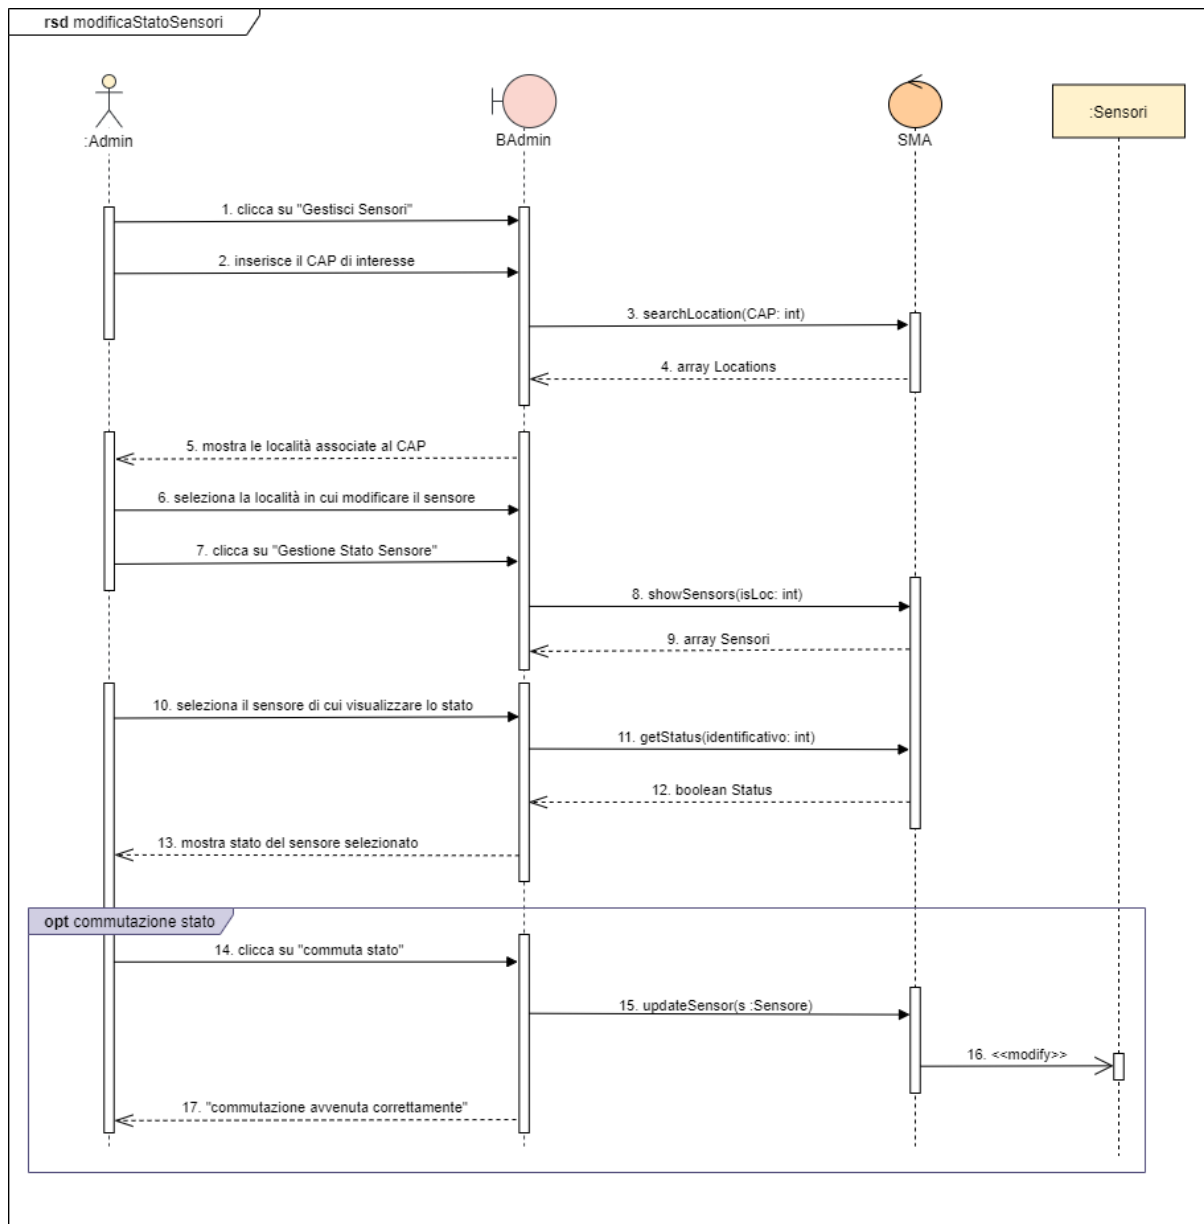 rsd modificaStatoSensori
:Admin
BAdmin
SMA
:Sensori
1. clicca su "Gestisci Sensori"
2. inserisce il CAP di interesse
3. searchLocation(CAP: int)
4. array Locations
5. mostra le località associate al CAP
6. seleziona la località in cui modificare il sensore
7. clicca su "Gestione Stato Sensore"
8. showSensors(isLoc: int)
9. array Sensori
10. seleziona il sensore di cui visualizzare lo stato
11. getStatus(identificativo: int)
12. boolean Status
13. mostra stato del sensore selezionato
opt commutazione stato
14. clicca su "commuta stato"
15. updateSensor(s :Sensore)
16. <<modify>>
17. "commutazione avvenuta correttamente"